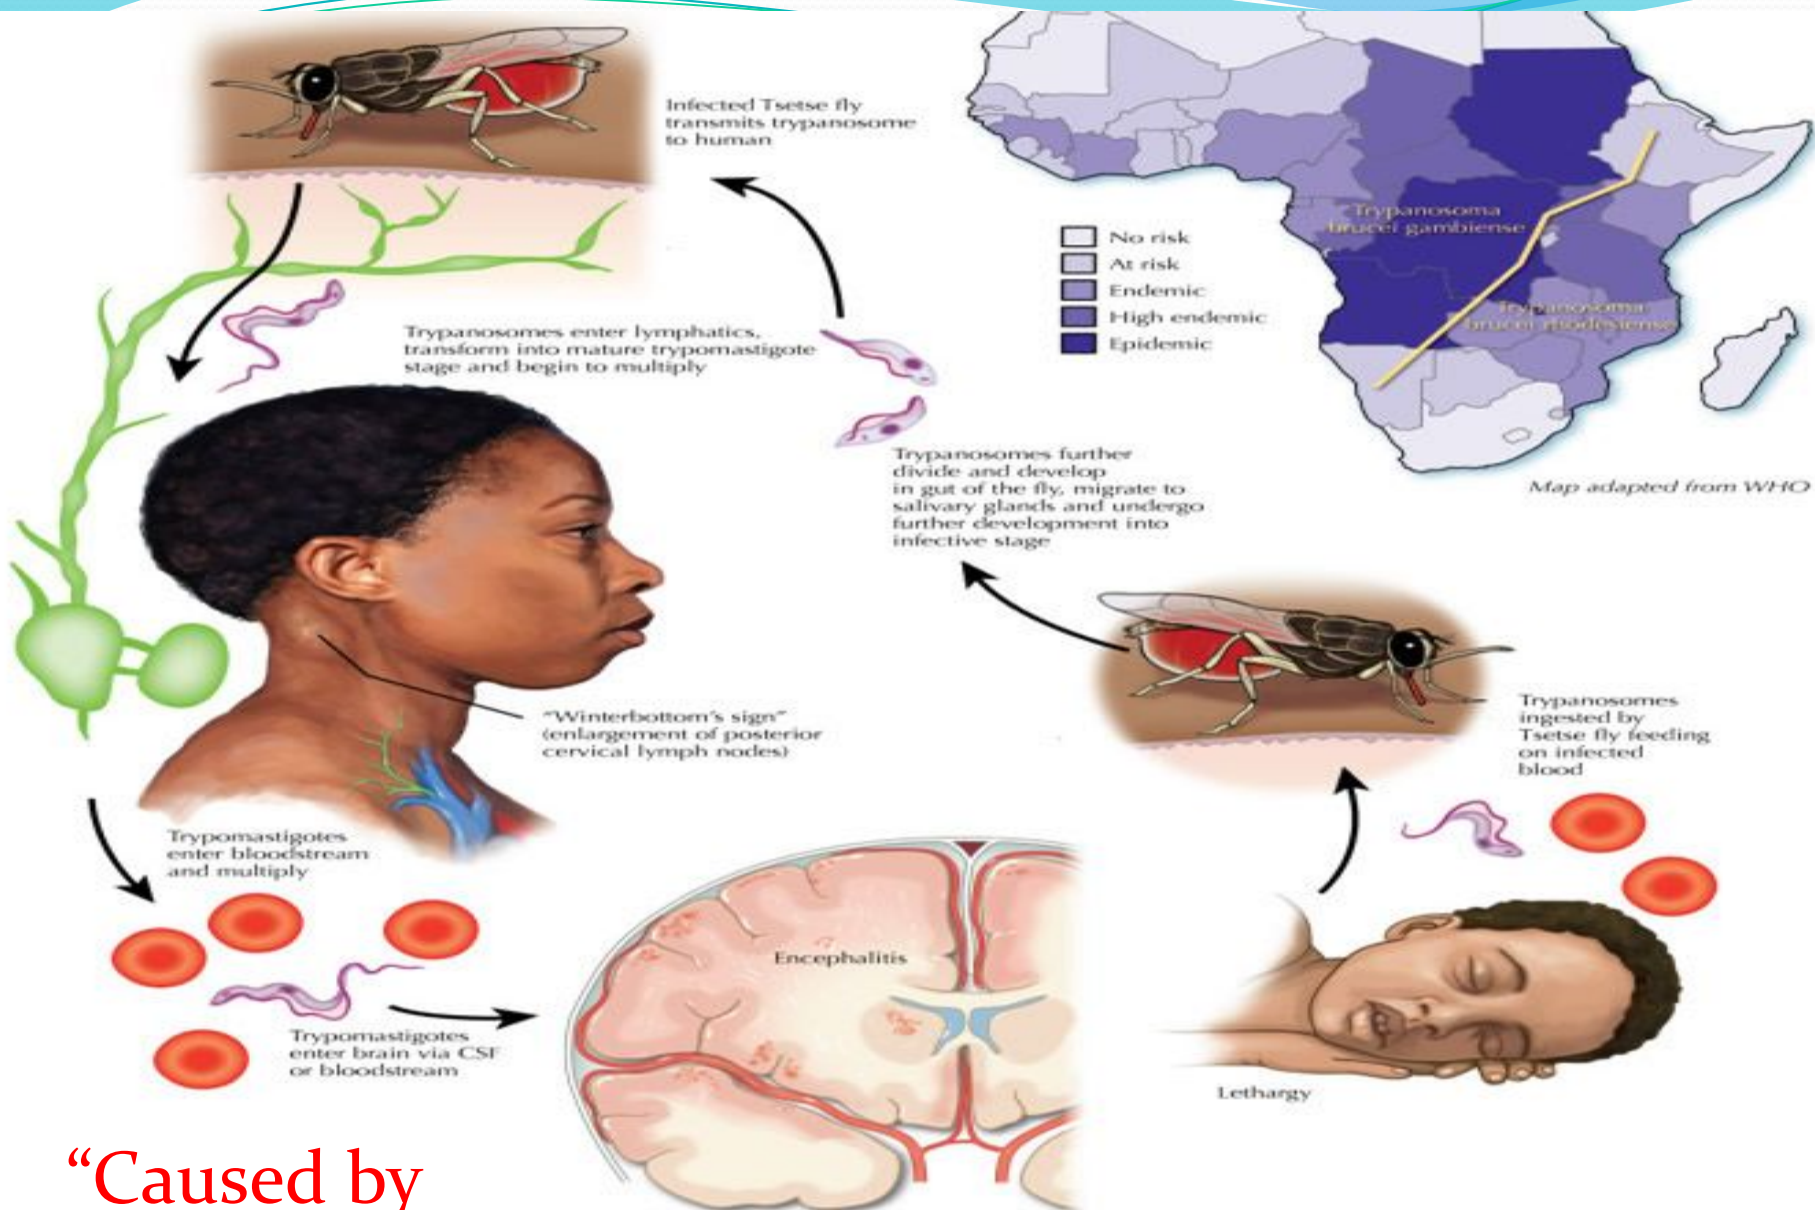 Infected Tsetse fly
transmits trypanosome
to human
Trypanosoma
brucei gambiense
No risk
At risk
Endemic
High endemic
Epidemic
Trypanosoma
brucei rhodesiense
Map adapted from WHO
Trypanosomes enter lymphatics,
transform into mature trypomastigote
stage and begin to multiply
Trypanosomes further
divide and develop
in gut of the fly, migrate to
salivary glands and undergo
further development into
infective stage
"Winterbottom's sign"
(enlargement of posterior
cervical lymph nodes)
Trypanosomes
ingested by
Tsetse fly feeding
on infected
blood
Trypomastigotes
enter bloodstream
and multiply
Encephalitis
Trypomastigotes
enter brain via CSF
or bloodstream
Lethargy
“Caused by